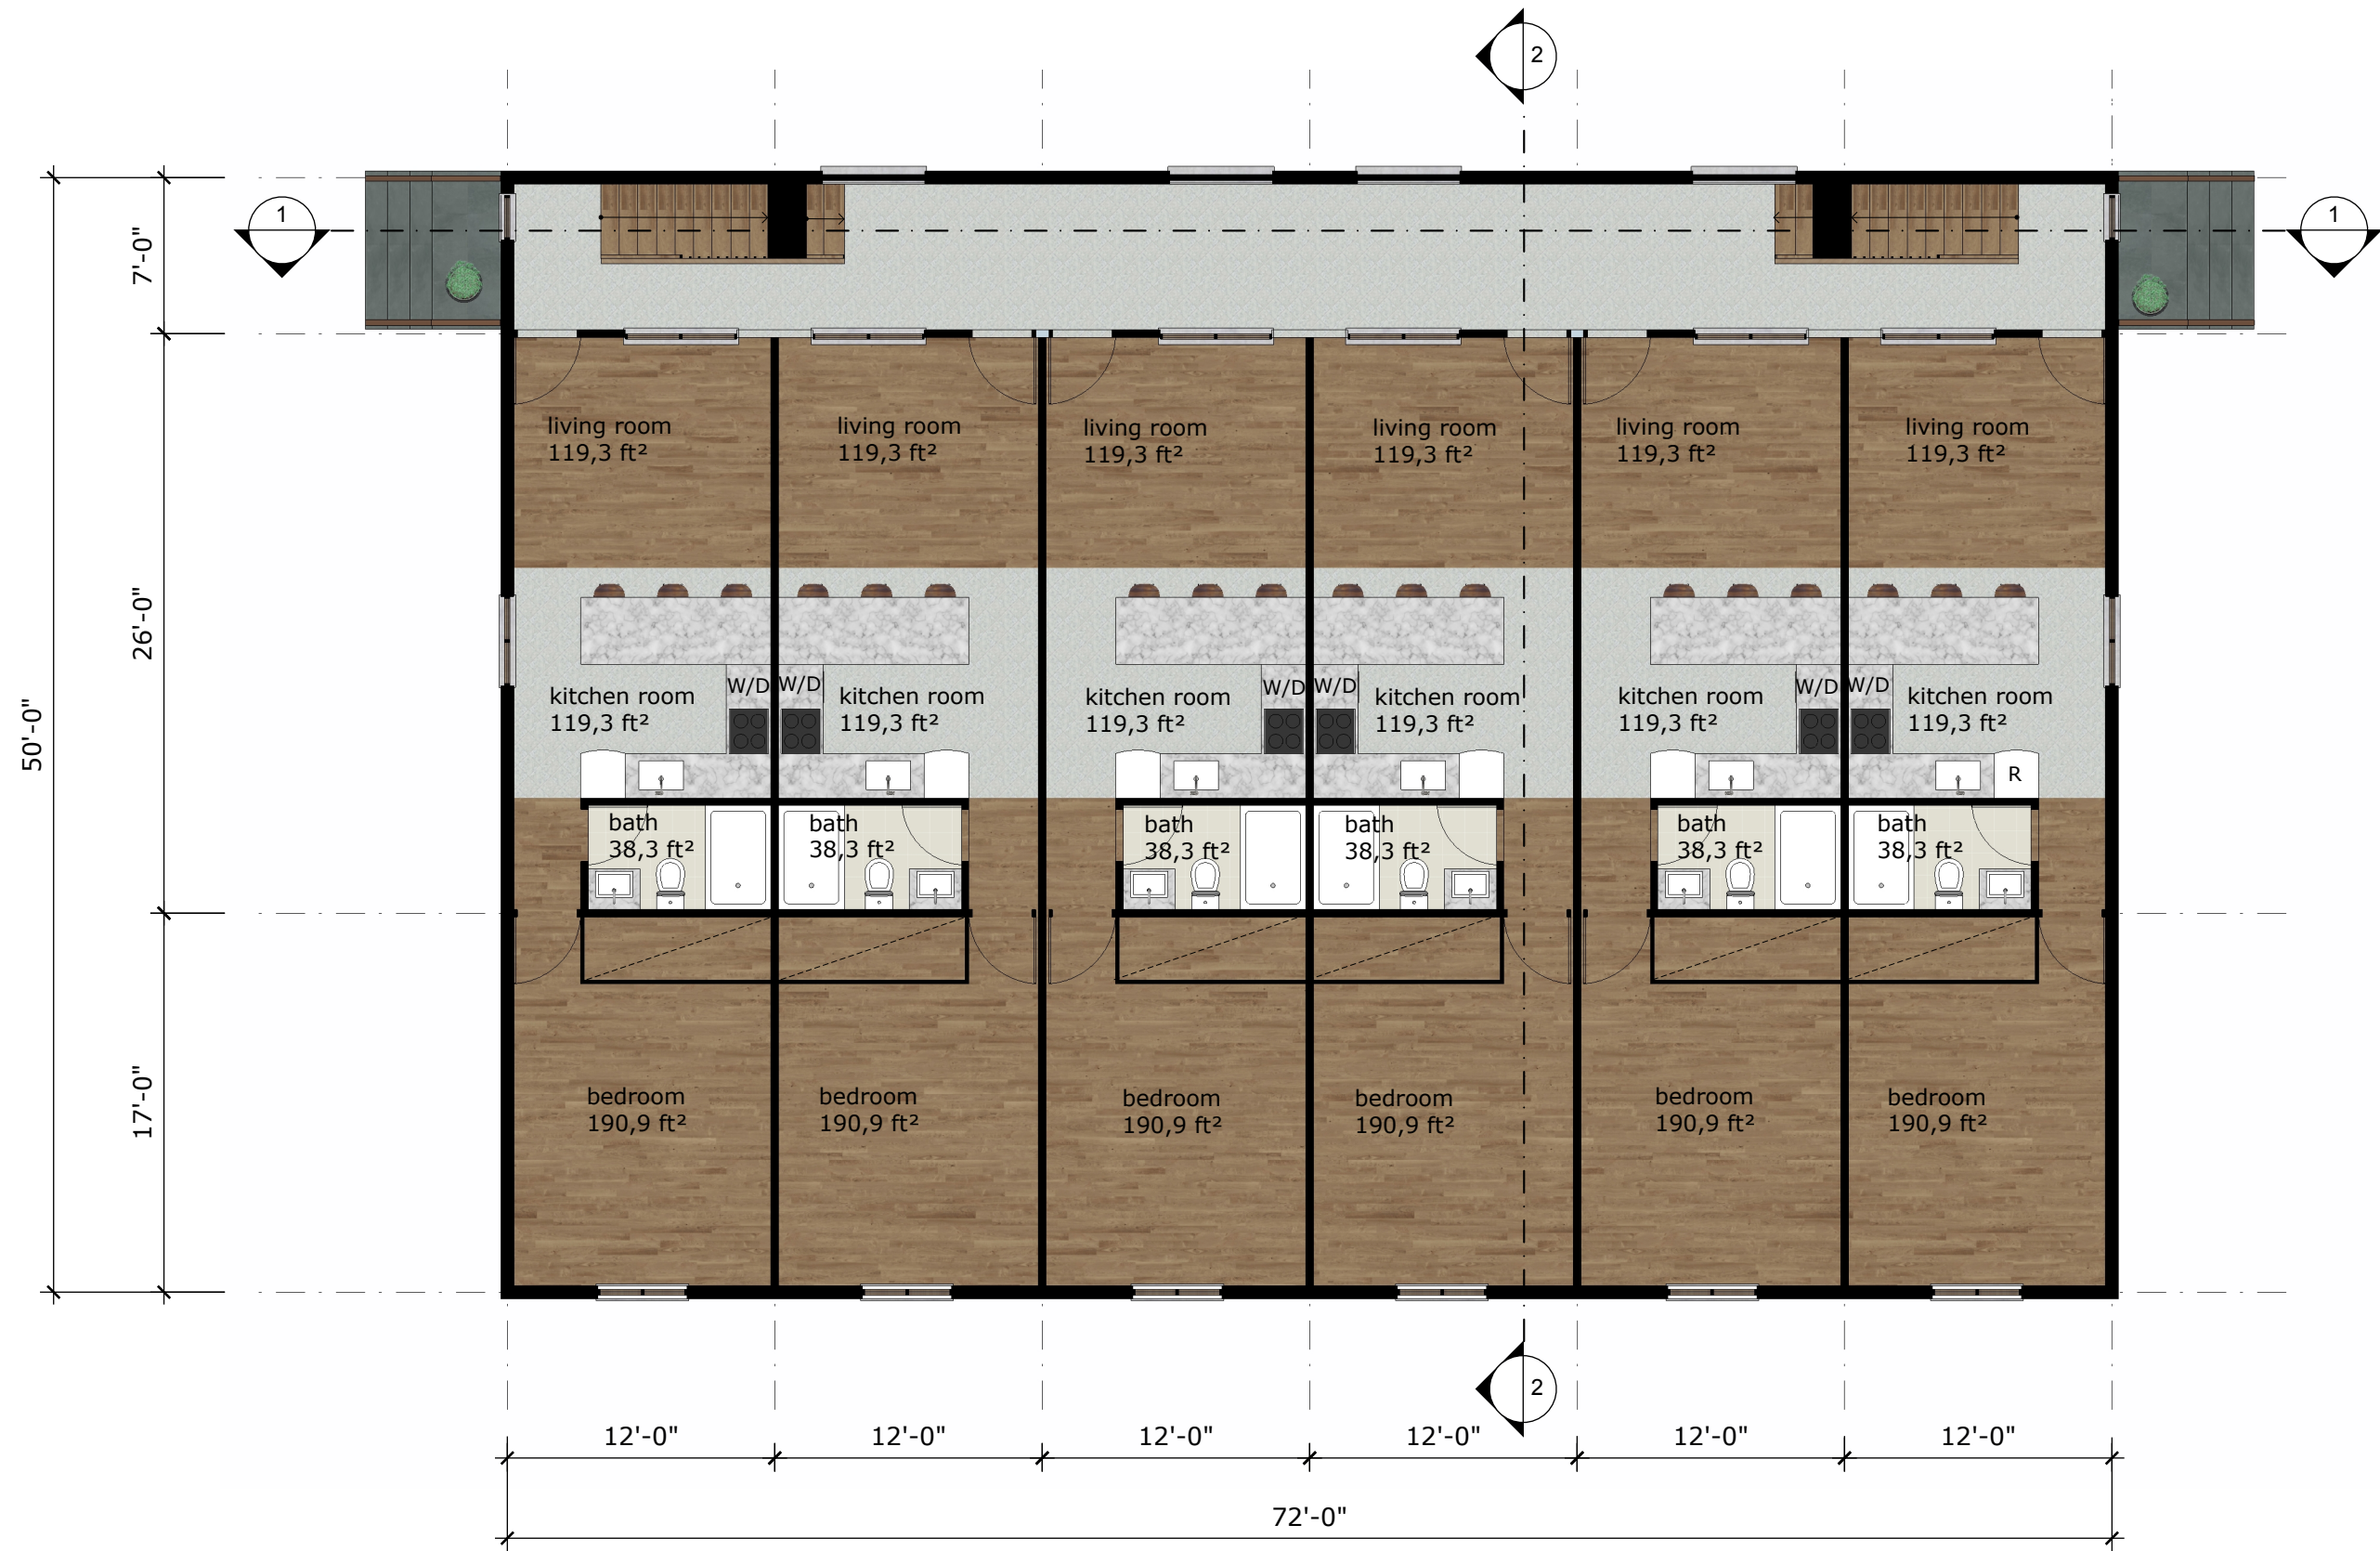 2
1
1
7'-0"
26'-0"
50'-0"
17'-0"
living room
119,3 ft²
living room
119,3 ft²
living room
119,3 ft²
living room
119,3 ft²
living room
119,3 ft²
living room
119,3 ft²
W/D
W/D
W/D
W/D
W/D
W/D
kitchen room
119,3 ft²
kitchen room
119,3 ft²
kitchen room
119,3 ft²
kitchen room
119,3 ft²
kitchen room
119,3 ft²
kitchen room
119,3 ft²
R
bath
38,3 ft²
bath
38,3 ft²
bath
38,3 ft²
bath
38,3 ft²
bath
38,3 ft²
bath
38,3 ft²
bedroom
190,9 ft²
bedroom
190,9 ft²
bedroom
190,9 ft²
bedroom
190,9 ft²
bedroom
190,9 ft²
bedroom
190,9 ft²
2
12'-0"
12'-0"
12'-0"
12'-0"
12'-0"
12'-0"
72'-0"